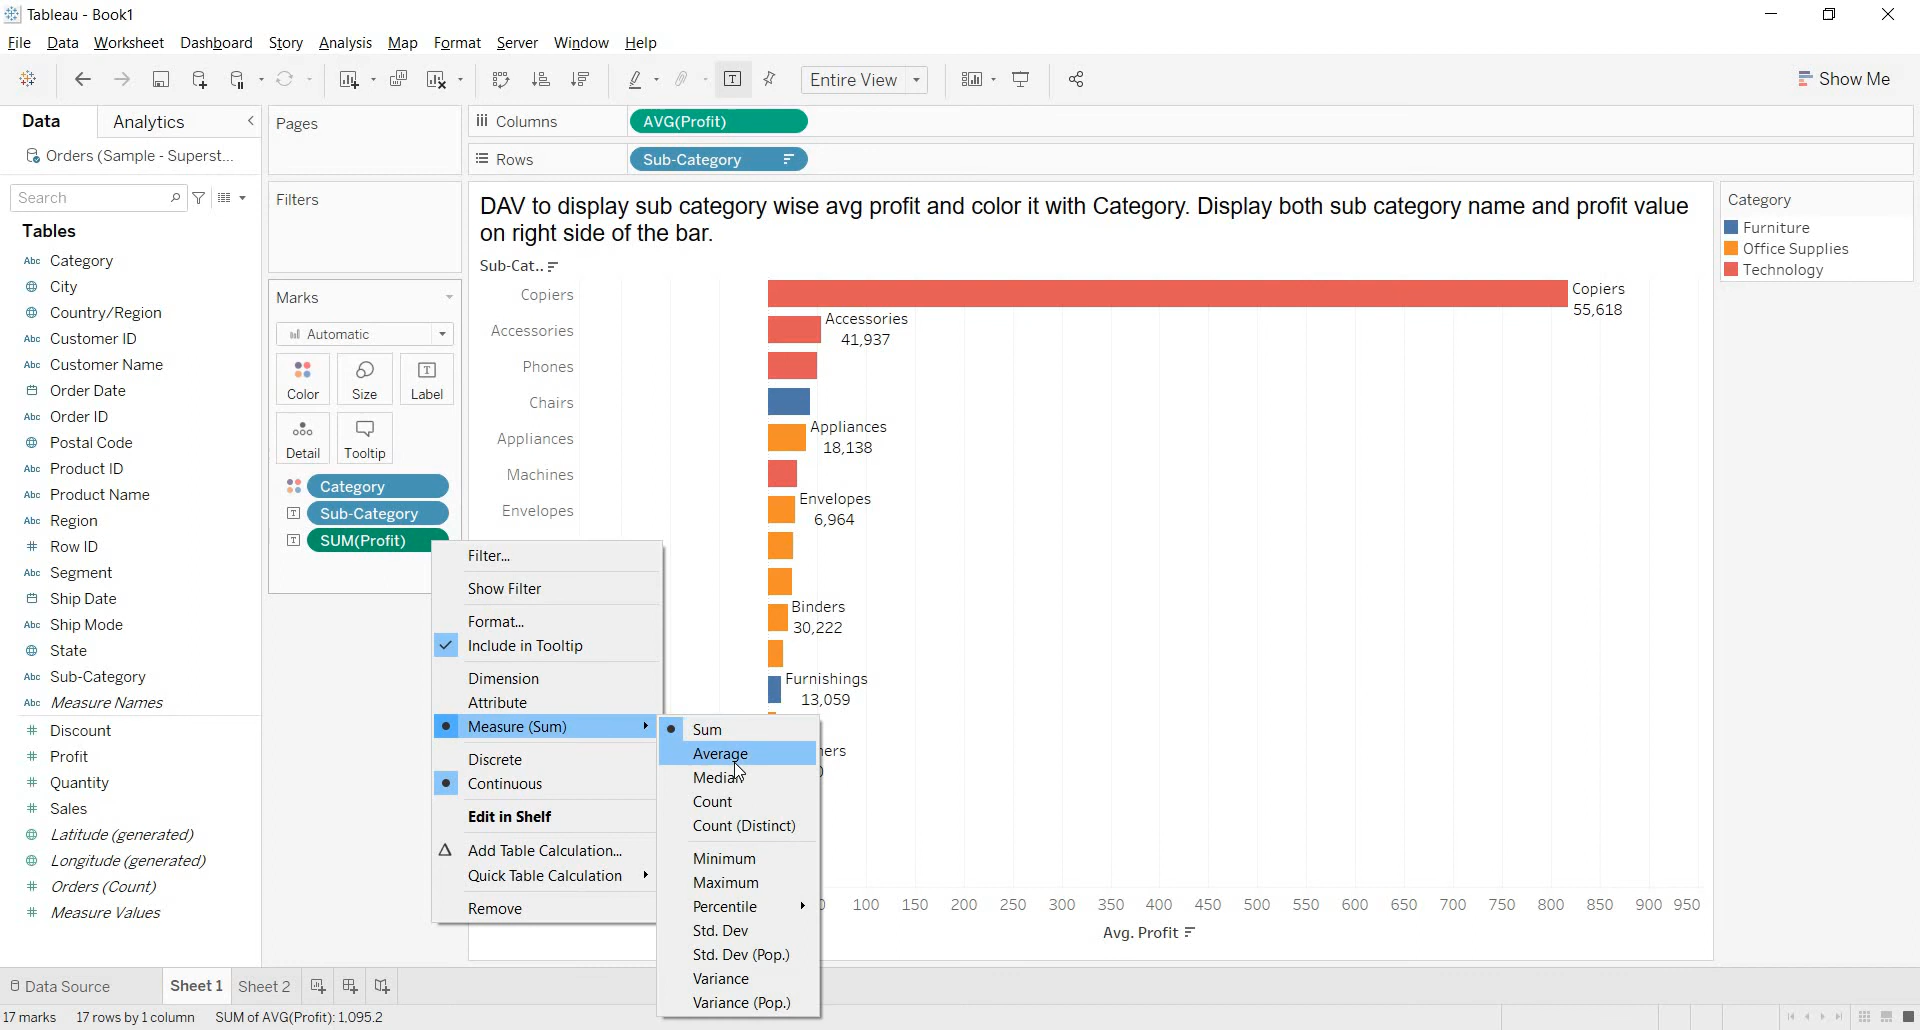 Tableau - Book1
File Data Worksheet Dashboard Story Analysis Map Format Server Window Help
Entire View
Show Me
Data
Analytics
Orders (Sample - Superst...
Search
Tables
Abc Category
City
Country/Region
Abc Customer ID
Abc Customer Name
Order Date
Abc Order ID
Postal Code
Abc Product ID
Abc Product Name
Abc Region
# Row ID
Abc Segment
Ship Date
Abc Ship Mode
State
Abc Sub-Category
Abc Measure Names
# Discount
# Profit
# Quantity
# Sales
Latitude (generated)
Longitude (generated)
# Orders (Count)
# Measure Values
Pages
Filters
Marks
Automatic
Color
Size
T
Label
Detail
Tooltip
Category
T Sub-Category
T SUM(Profit)
Columns
AVG(Profit)
Rows
Sub-Category
DAV to display sub category wise avg profit and color it with Category. Display both sub category name and profit value
on right side of the bar.
Sub-Cat..
Copiers
Accessories
Phones
Chairs
Appliances
Machines
Envelopes
Copiers
55,618
Accessories
41,937
Appliances
18,138
Envelopes
6,964
Binders
30,222
Furnishings
13,059
100 150 200 250 300 350 400 450 500 550 600 650 700 750 800 850 900 950
Avg. Profit
Category
Furniture
Office Supplies
Technology
Filter...
Show Filter
Format...
Include in Tooltip
Dimension
Attribute
Measure (Sum)
Discrete
Continuous
Edit in Shelf
Add Table Calculation...
Quick Table Calculation
Remove
Sum
Average
Median
Count
Count (Distinct)
Minimum
Maximum
Percentile
Std. Dev
Std. Dev (Pop.)
Variance
Variance (Pop.)
Data Source
Sheet 1
Sheet 2
17 marks 17 rows by 1 column SUM of AVG(Profit): 1,095.2